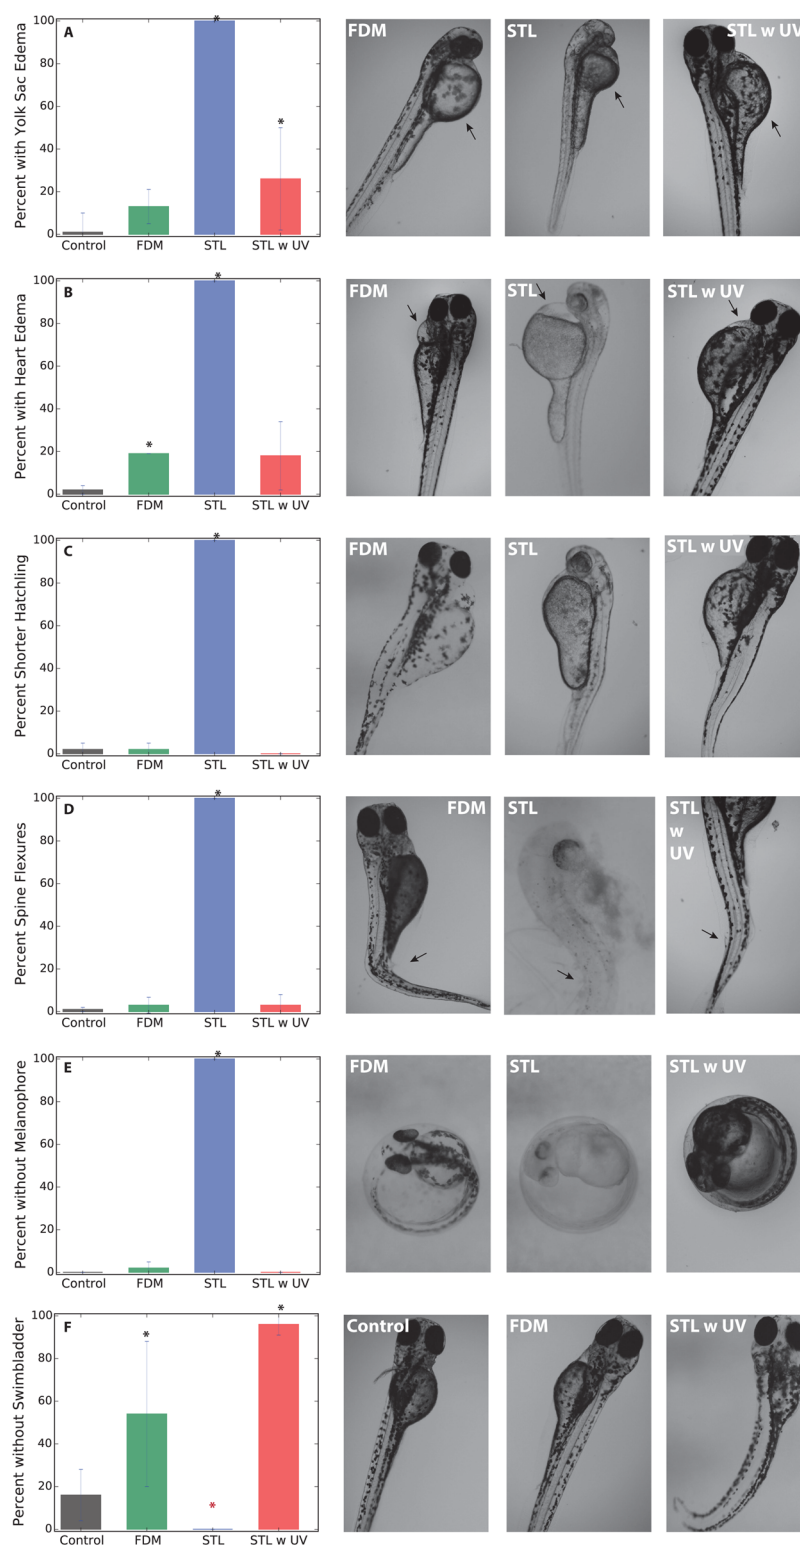 A
Percent with Yolk Sac Edema
100
80
60
40
20
0
*
*
Control FDM STL STL w UV
FDM
STL
STL w UV
B
Percent with Heart Edema
100
80
60
40
20
0
*
*
Control FDM STL STL w UV
FDM
STL
STL w UV
C
Percent Shorter Hatchling
100
80
60
40
20
0
*
Control FDM STL STL w UV
FDM
STL
STL w UV
D
Percent Spine Flexures
100
80
60
40
20
0
*
Control FDM STL STL w UV
FDM
STL
STL
w
UV
E
Percent without Melanophore
100
80
60
40
20
0
*
Control FDM STL STL w UV
FDM
STL
STL w UV
F
Percent without Swimbladder
100
80
60
40
20
0
*
*
*
Control FDM STL STL w UV
Control
FDM
STL w UV